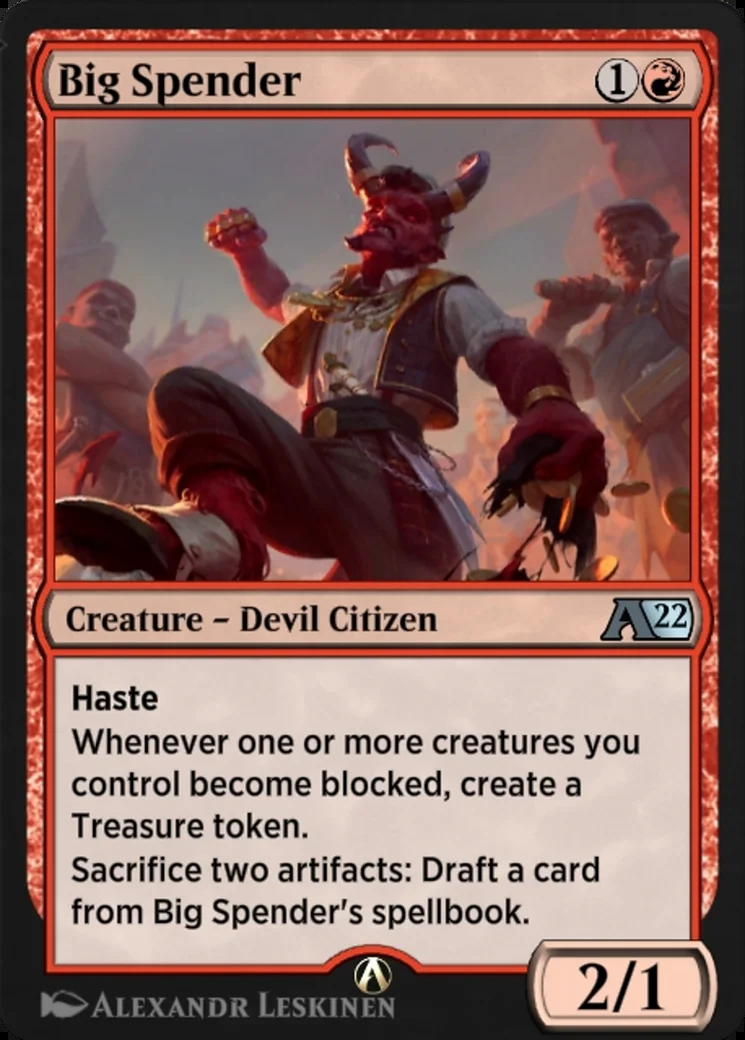 Big Spender 1
Creature – Devil Citizen A22
Haste
Whenever one or more creatures you
control become blocked, create a
Treasure token.
Sacrifice two artifacts: Draft a card
from Big Spender's spellbook.
2/1
Alexandr Leskinen